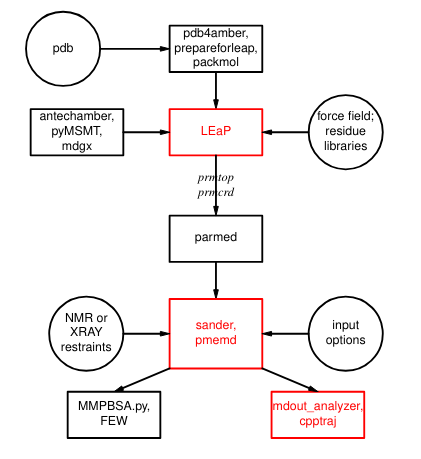 pdb
pdb4amber,
prepareforleap,
packmol
antechamber,
pyMSMT,
mdgx
LEaP
force field;
residue
libraries
prmtop
prmcrd
parmed
NMR or
XRAY
restraints
sander,
pmemd
input
options
MMPBSA.py,
FEW
mdout_analyzer,
cpptraj